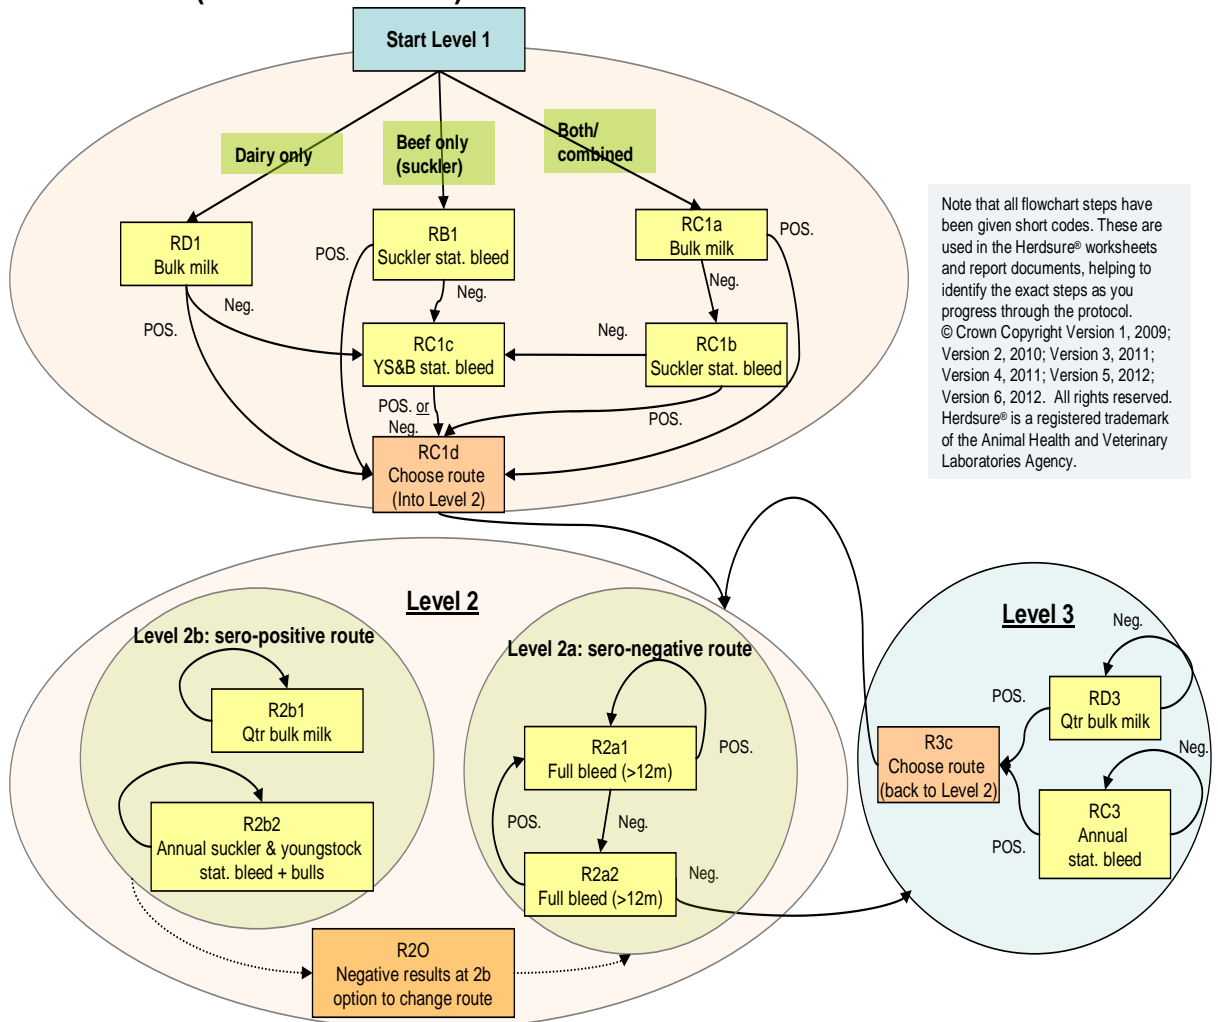 Start Level 1
Dairy only
Beef only
(suckler)
Both/
combined
RD1
Bulk milk
RB1
Suckler stat. bleed
RC1a
Bulk milk
POS.
POS.
Neg.
Neg.
Neg.
POS.
Neg.
RC1c
YS&B stat. bleed
RC1b
Suckler stat. bleed
POS. or
Neg.
POS.
RC1d
Choose route
(Into Level 2)
Note that all flowchart steps have
been given short codes. These are
used in the Herdsure® worksheets
and report documents, helping to
identify the exact steps as you
progress through the protocol.
© Crown Copyright Version 1, 2009;
Version 2, 2010; Version 3, 2011;
Version 4, 2011; Version 5, 2012;
Version 6, 2012. All rights reserved.
Herdsure® is a registered trademark
of the Animal Health and Veterinary
Laboratories Agency.
Level 2
Level 2b: sero-positive route
R2b1
Qtr bulk milk
R2b2
Annual suckler & youngstock
stat. bleed + bulls
Level 2a: sero-negative route
R2a1
Full bleed (>12m)
POS.
POS.
Neg.
R2a2
Full bleed (>12m)
Neg.
R2O
Negative results at 2b
option to change route
Level 3
Neg.
POS.
RD3
Qtr bulk milk
R3c
Choose route
(back to Level 2)
Neg.
RC3
Annual
stat. bleed
POS.